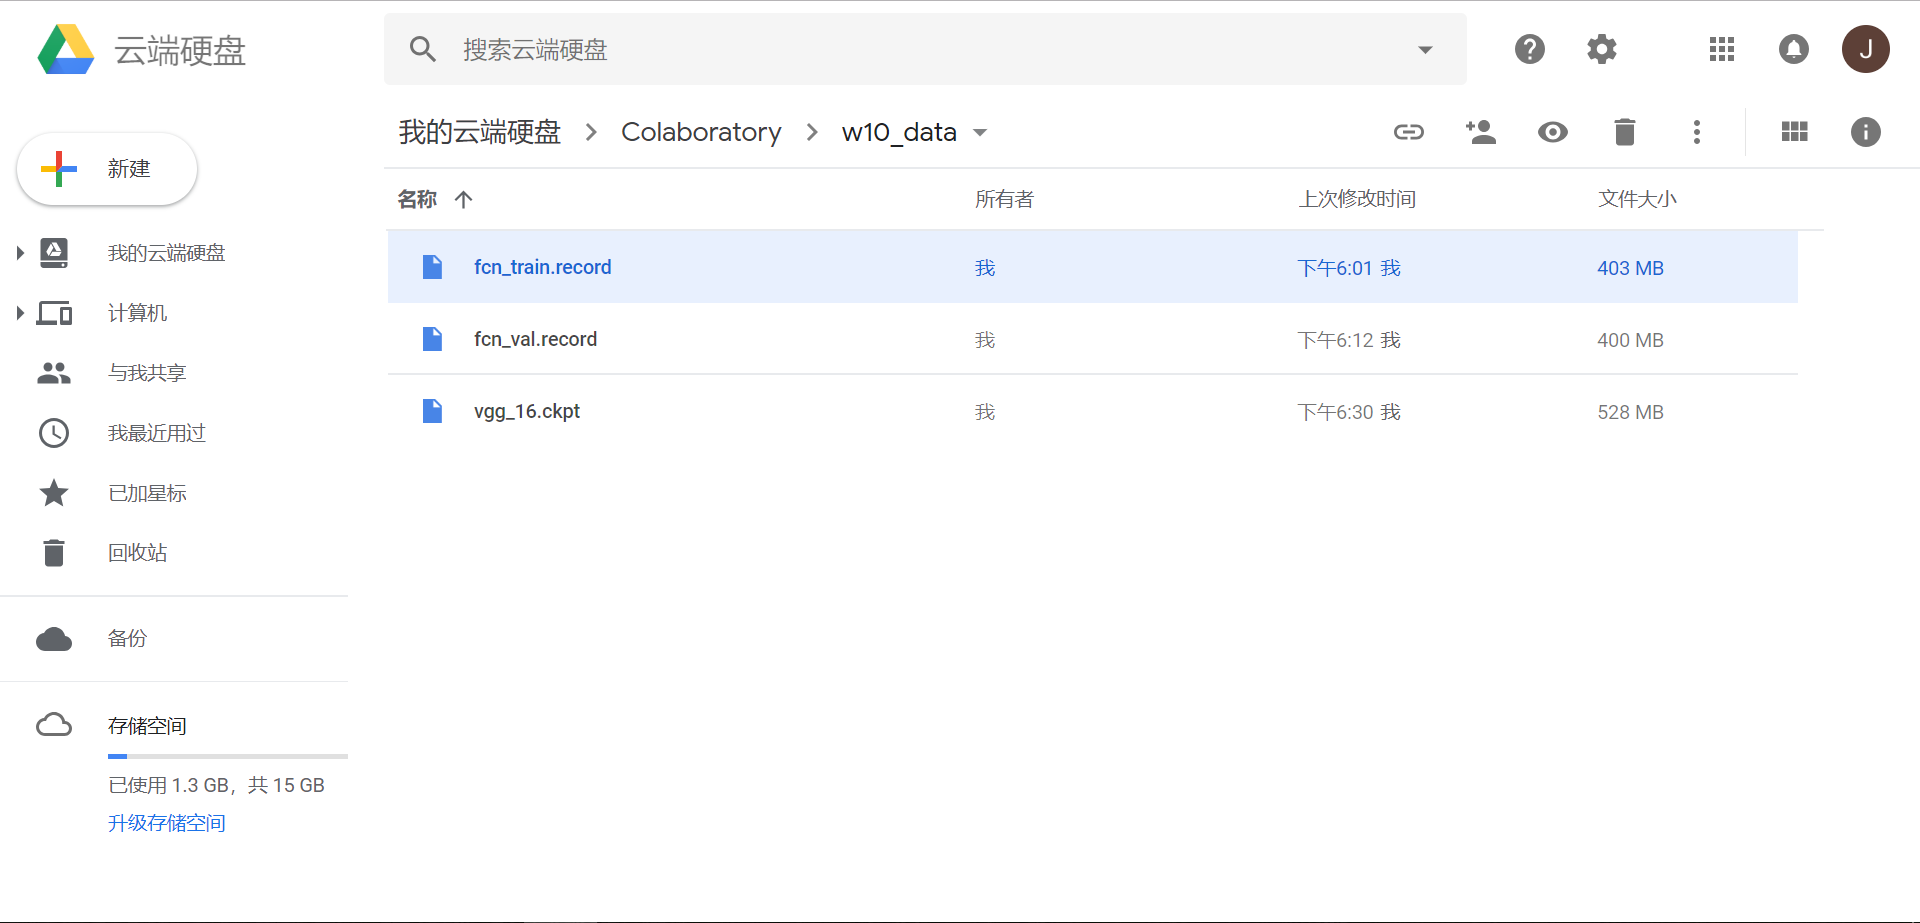 云端硬盘
搜索云端硬盘
J
我的云端硬盘 Colaboratory w10_data
新建
名称 所有者 上次修改时间 文件大小
fcn_train.record 我 下午6:01 我 403 MB
fcn_val.record 我 下午6:12 我 400 MB
vgg_16.ckpt 我 下午6:30 我 528 MB
我的云端硬盘
计算机
与我共享
我最近用过
已加星标
回收站
备份
存储空间
已使用 1.3 GB，共 15 GB
升级存储空间